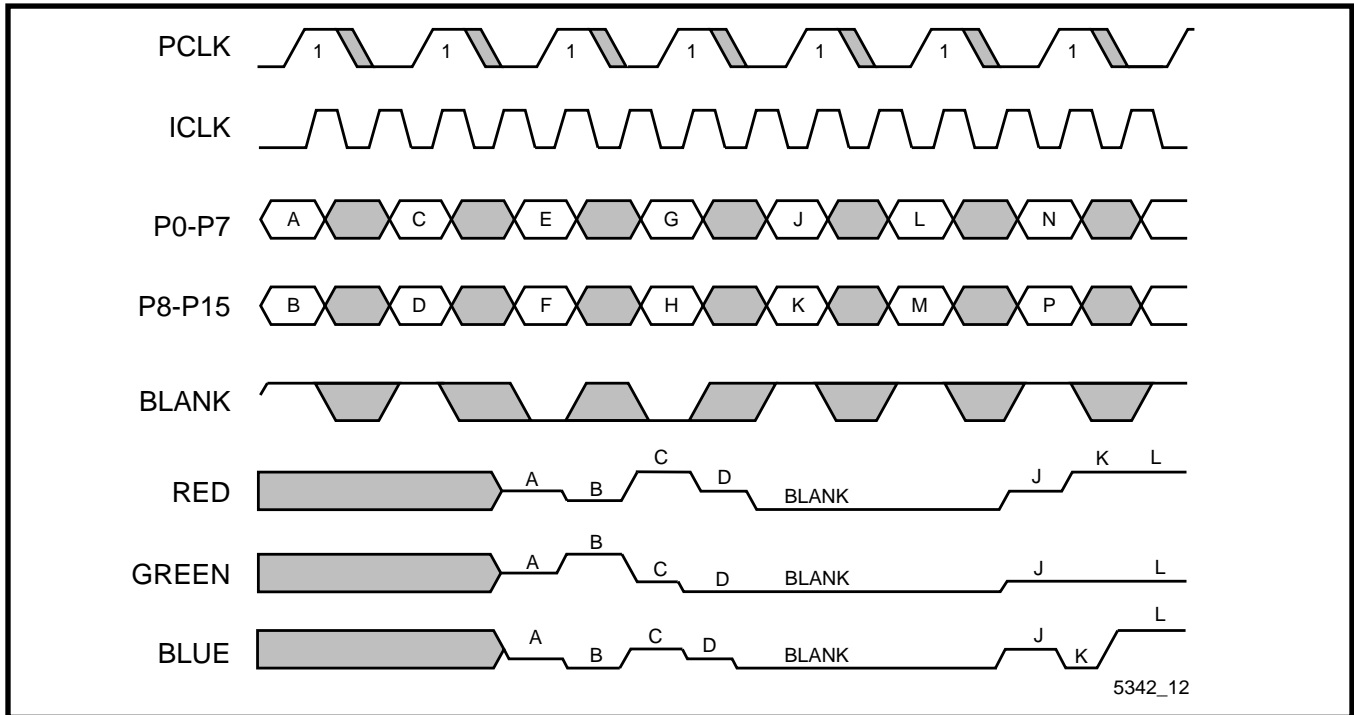 PCLK 1 1 1 1 1 1 1
ICLK
P0-P7 A C E G J L N
P8-P15 B D F H K M P
BLANK
RED A B C D BLANK J K L
GREEN A B C D BLANK J L
BLUE A B C D BLANK J K L
5342_12